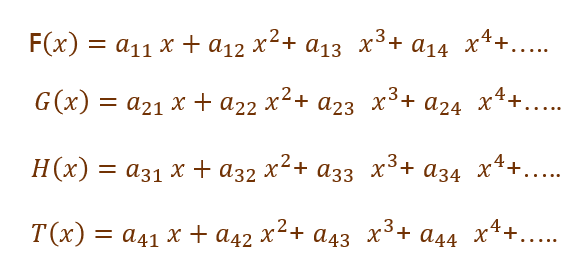 F(x) = a₁₁ x + a₁₂ x²+ a₁₃ x³+ a₁₄ x⁴+.....
G(x) = a₂₁ x + a₂₂ x²+ a₂₃ x³+ a₂₄ x⁴+.....
H(x) = a₃₁ x + a₃₂ x²+ a₃₃ x³+ a₃₄ x⁴+.....
T(x) = a₄₁ x + a₄₂ x²+ a₄₃ x³+ a₄₄ x⁴+.....